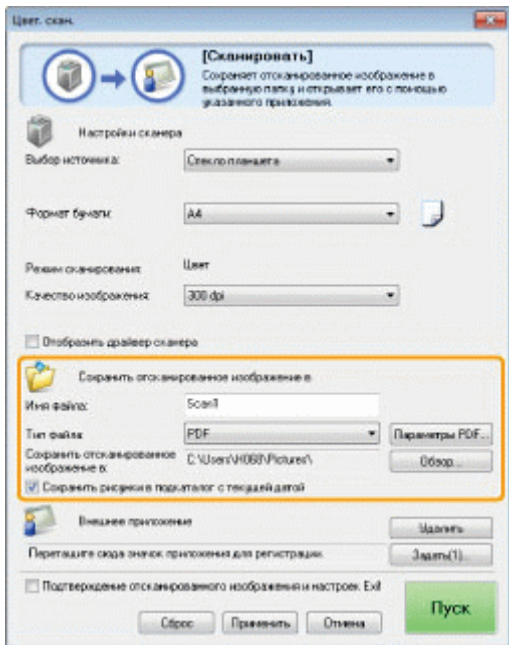 Цвет. скан.
[Сканировать]
Сохраняет отсканированное изображение в
выбранную папку и открывает его с помощью
указанного приложения.
Настройки сканера
Выбор источника: Стекло планшета
Формат бумаги: A4
Режим сканирования: Цвет
Качество изображения: 300 dpi
Отобразить драйвер сканера
Сохранить отсканированное изображение в
Имя файла: Scan1
Тип файла: PDF Параметры PDF...
Сохранить отсканированное
изображение в: C:\Users\H068\Pictures\ Обзор...
Сохранить рисунки в подкаталог с текущей датой
Внешнее приложение Удалить
Перетащите сюда значок приложения для регистрации. Задать(1)...
Подтверждение отсканированного изображения и настроек Exif
Сброс Применить Отмена Пуск